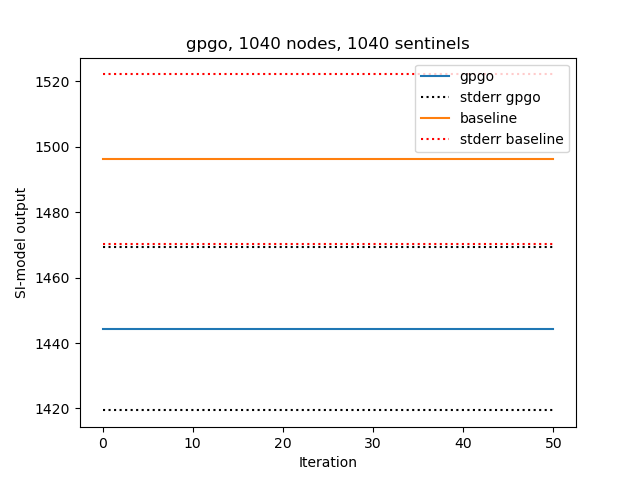 gpgo, 1040 nodes, 1040 sentinels
gpgo
stderr gpgo
baseline
stderr baseline
SI-model output
1520
1500
1480
1460
1440
1420
0 10 20 30 40 50
Iteration